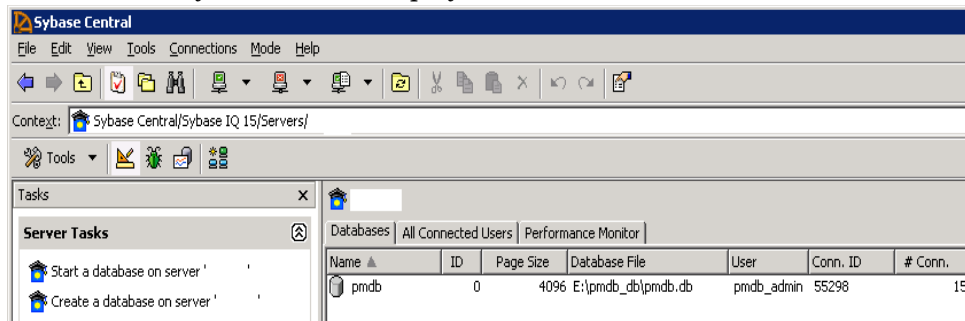 Sybase Central
File Edit View Tools Connections Mode Help
Context: Sybase Central/Sybase IQ 15/Servers/
Tools
Tasks x
Server Tasks
Databases All Connected Users Performance Monitor
Name ID Page Size Database File User Conn. ID # Conn.
pmdb 0 4096 E:\pmdb_db\pmdb.db pmdb_admin 55298 15
Start a database on server ' '
Create a database on server ' '